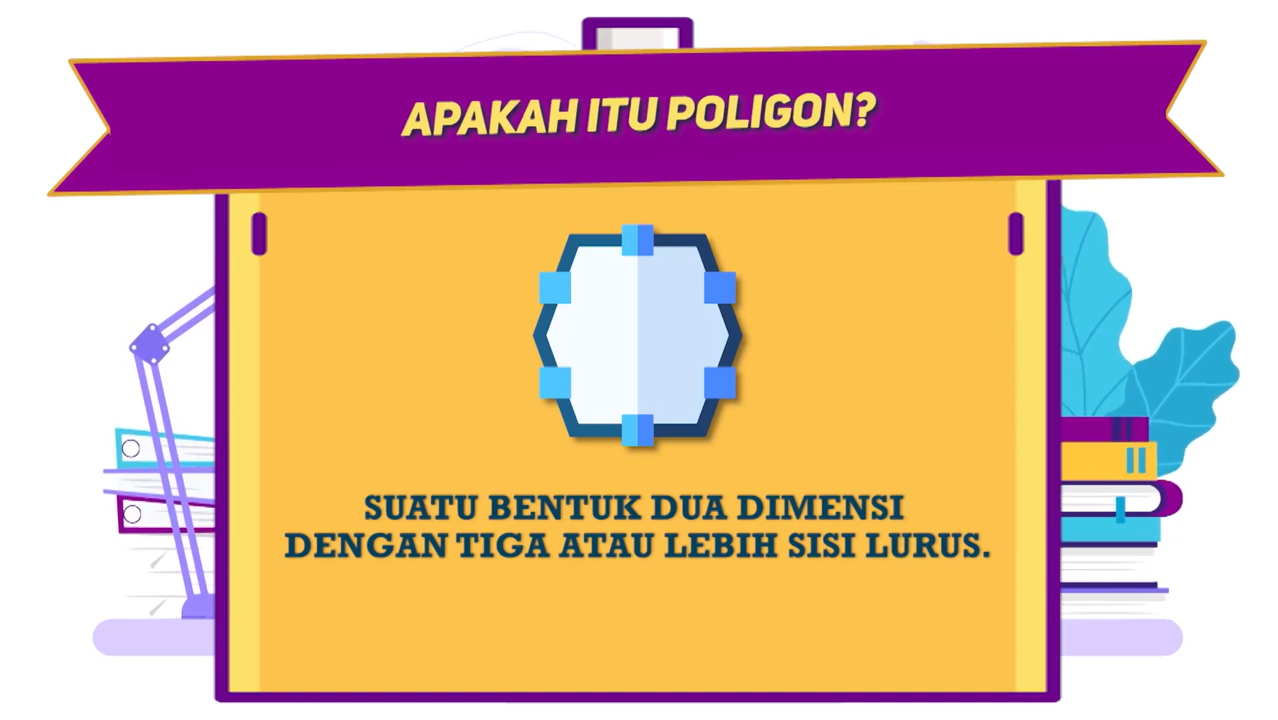 APAKAH ITU POLIGON?
SUATU BENTUK DUA DIMENSI
DENGAN TIGA ATAU LEBIH SISI LURUS.